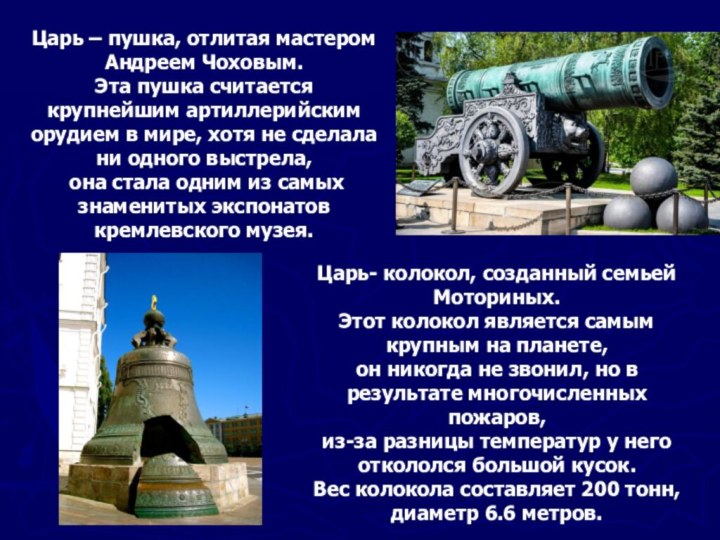 Царь – пушка, отлитая мастером
Андреем Чоховым.
Эта пушка считается
крупнейшим артиллерийским
орудием в мире, хотя не сделала
ни одного выстрела,
она стала одним из самых
знаменитых экспонатов
кремлевского музея.
Царь- колокол, созданный семьей
Моториных.
Этот колокол является самым
крупным на планете,
он никогда не звонил, но в
результате многочисленных
пожаров,
из-за разницы температур у него
откололся большой кусок.
Вес колокола составляет 200 тонн,
диаметр 6.6 метров.